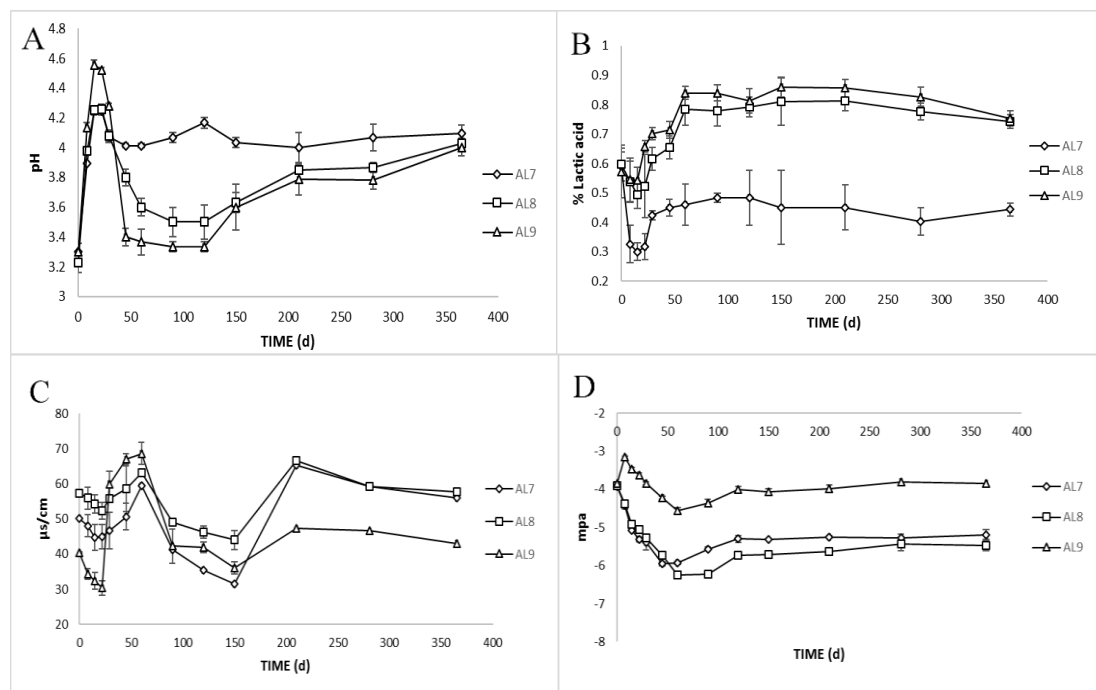 A
4.8
4.6
4.4
4.2
4
3.8
3.6
3.4
3.2
3
pH
0 50 100 150 200 250 300 350 400
TIME (d)
AL7
AL8
AL9
B
1
0.9
0.8
0.7
0.6
0.5
0.4
0.3
0.2
% Lactic acid
0 50 100 150 200 250 300 350 400
TIME (d)
AL7
AL8
AL9
C
80
70
60
50
40
30
20
µs/cm
0 50 100 150 200 250 300 350 400
TIME (d)
AL7
AL8
AL9
D
-2
-3
-4
-5
-6
-7
-8
mpa
0 50 100 150 200 250 300 350 400
TIME (d)
AL7
AL8
AL9